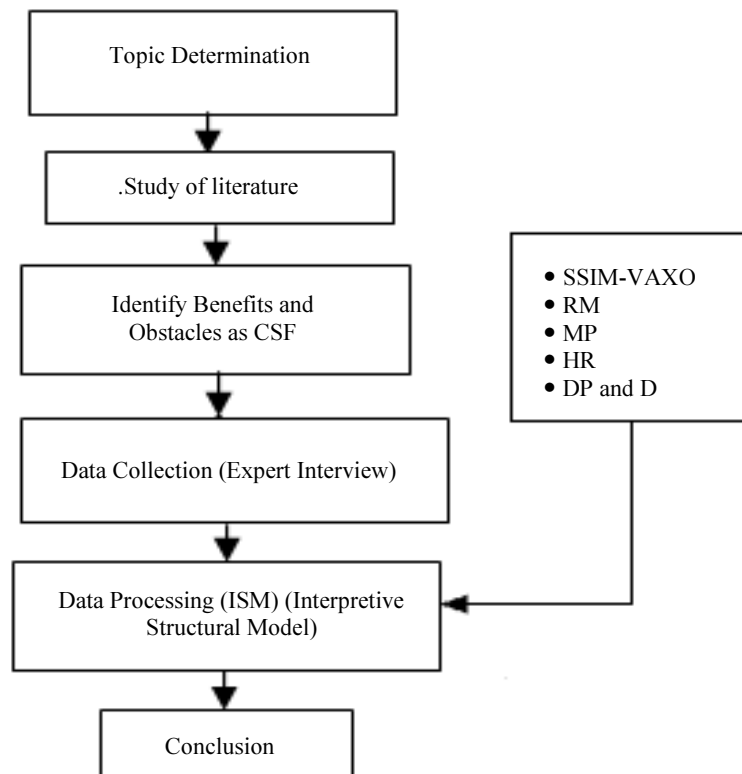 Topic Determination
.Study of literature
Identify Benefits and
Obstacles as CSF
• SSIM-VAXO
• RM
• MP
• HR
• DP and D
Data Collection (Expert Interview)
Data Processing (ISM) (Interpretive
Structural Model)
Conclusion